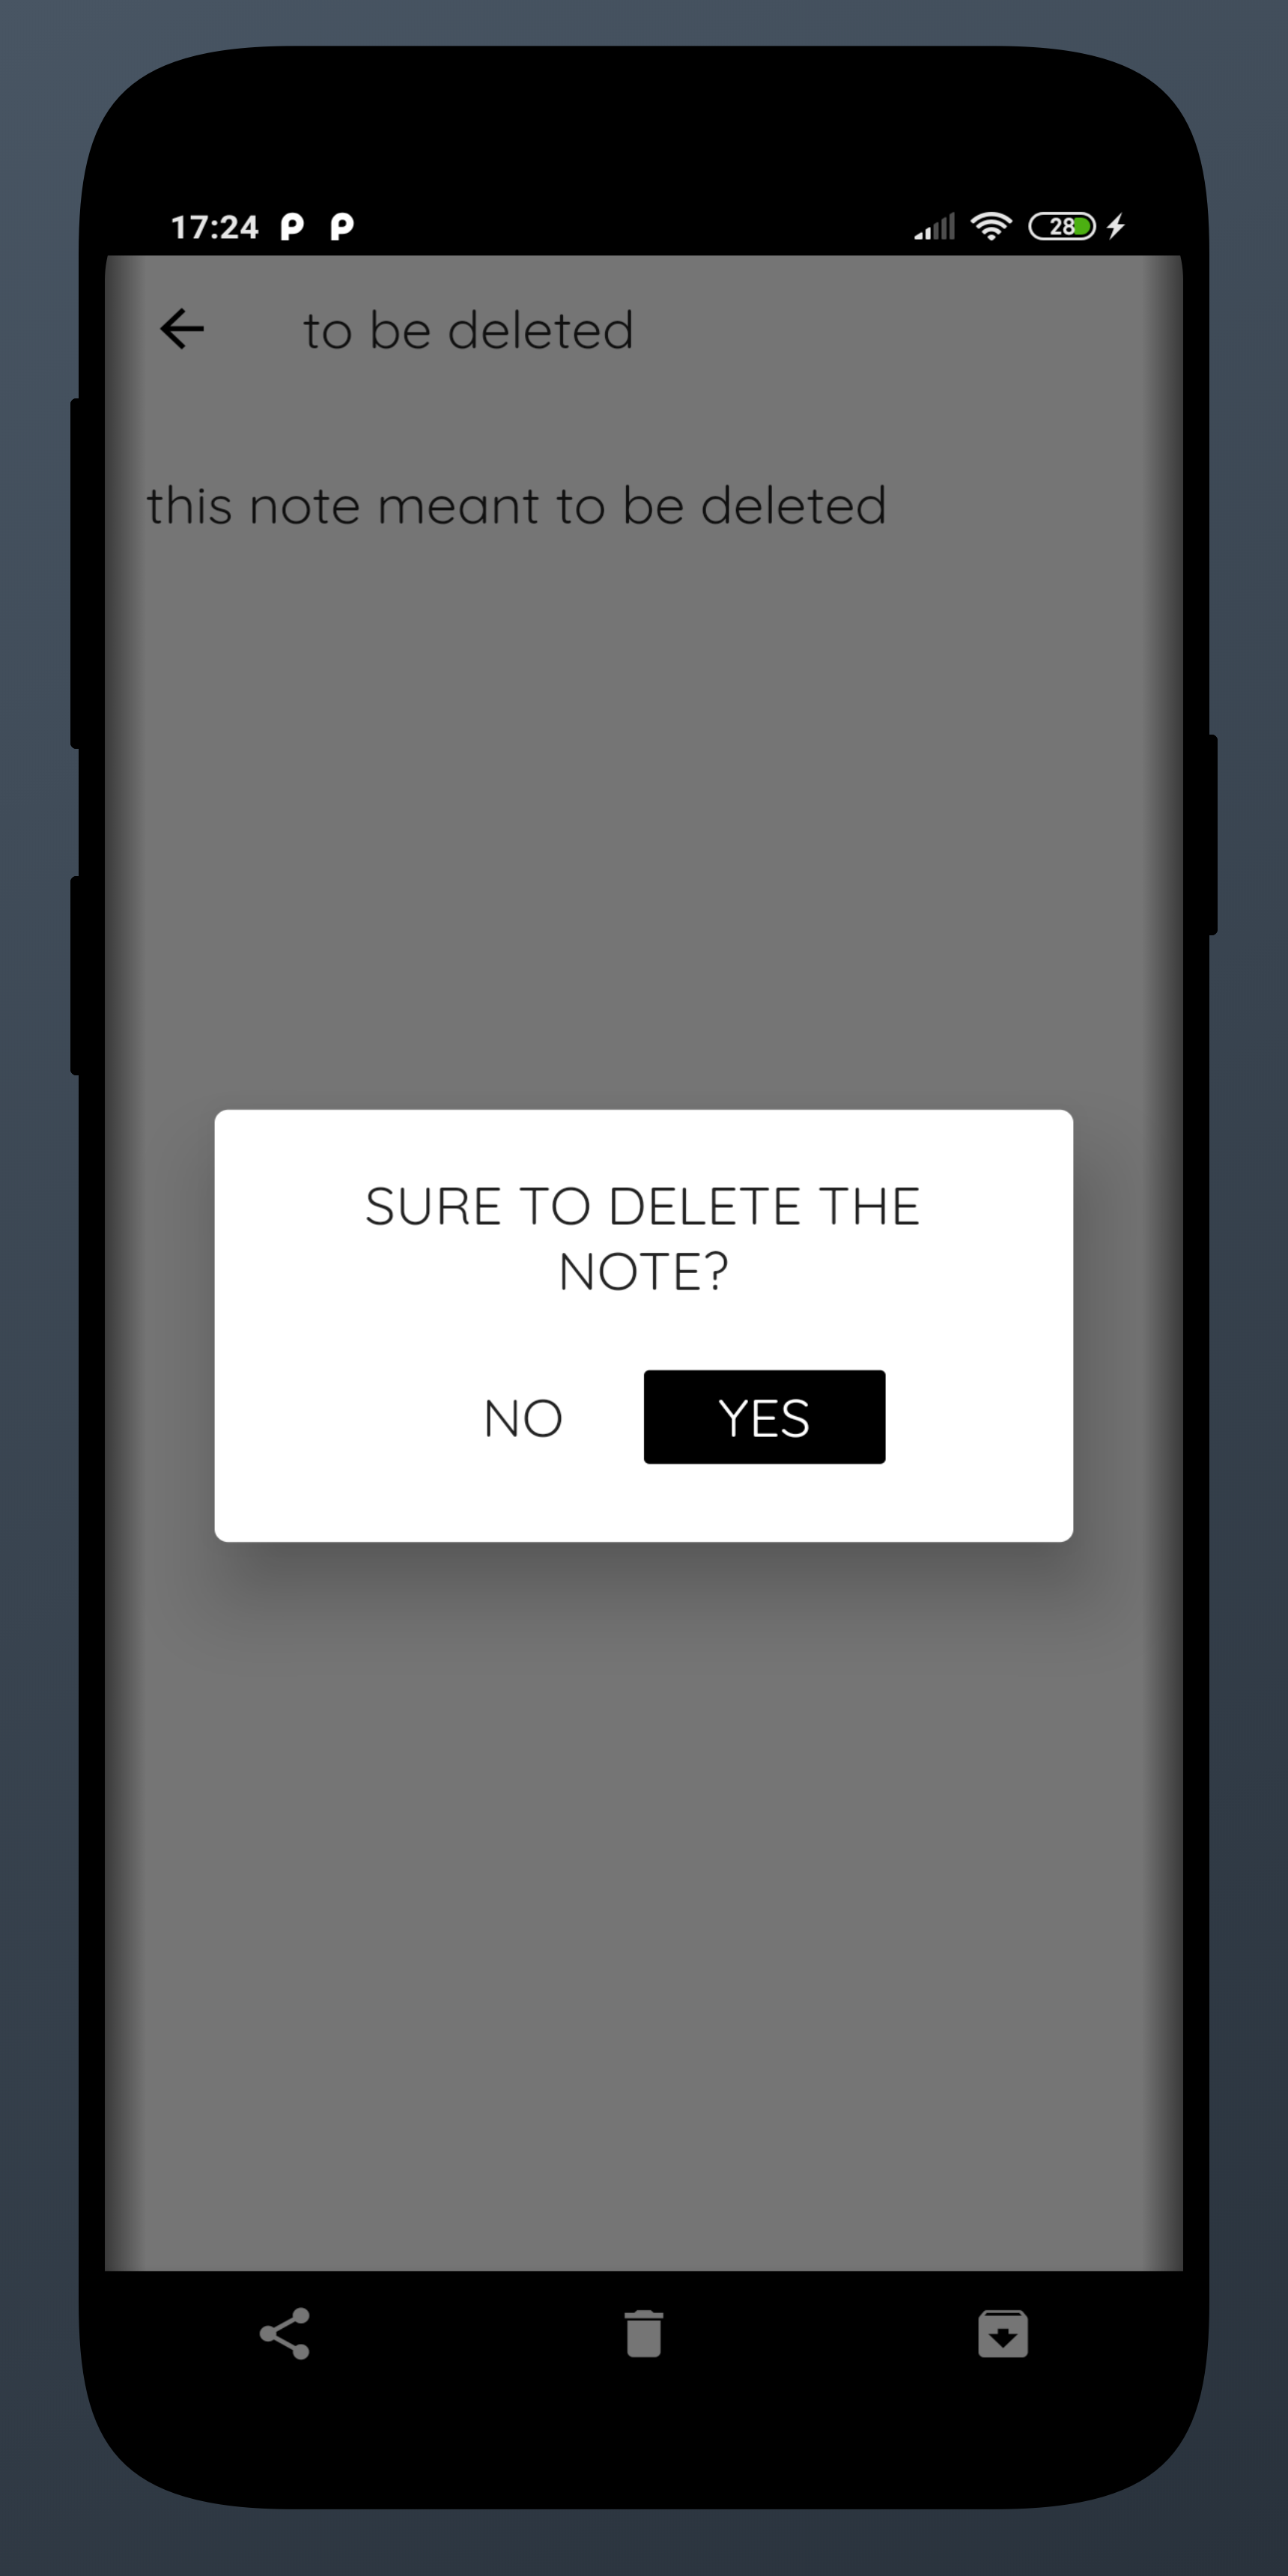 17:24
28
to be deleted
this note meant to be deleted
SURE TO DELETE THE
NOTE?
NO YES